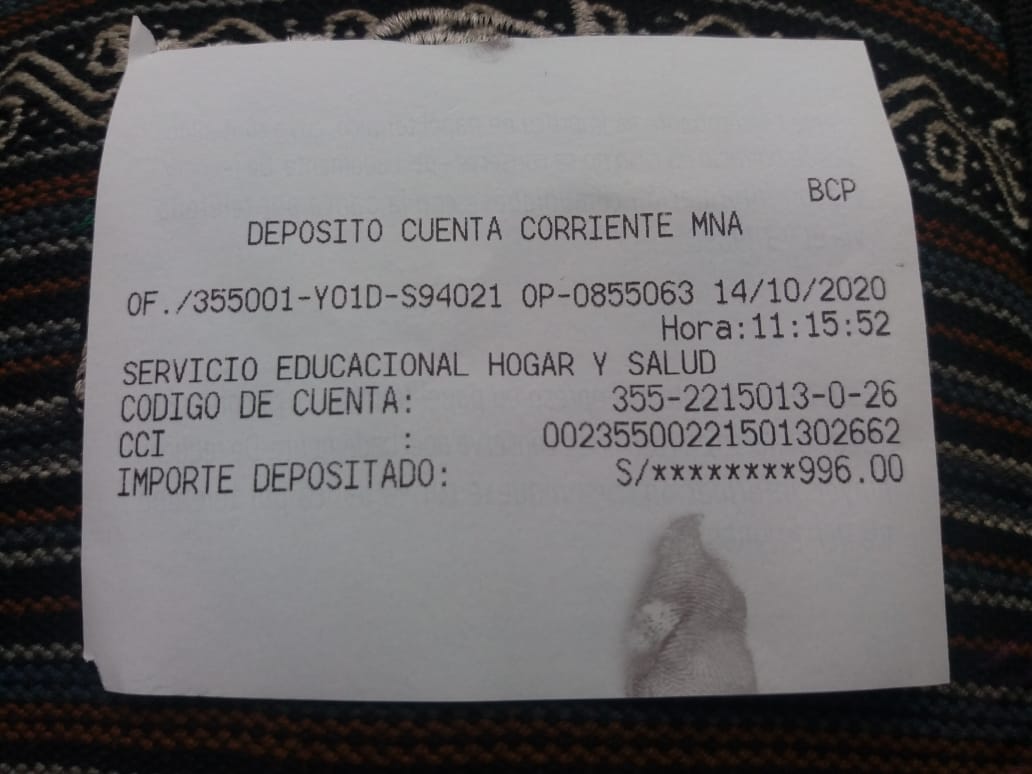 BCP
DEPOSITO CUENTA CORRIENTE MNA
OF./355001-Y01D-S94021 OP-0855063 14/10/2020
Hora:11:15:52
SERVICIO EDUCACIONAL HOGAR Y SALUD
CODIGO DE CUENTA: 355-2215013-0-26
CCI : 00235500221501302662
IMPORTE DEPOSITADO: S/********996.00